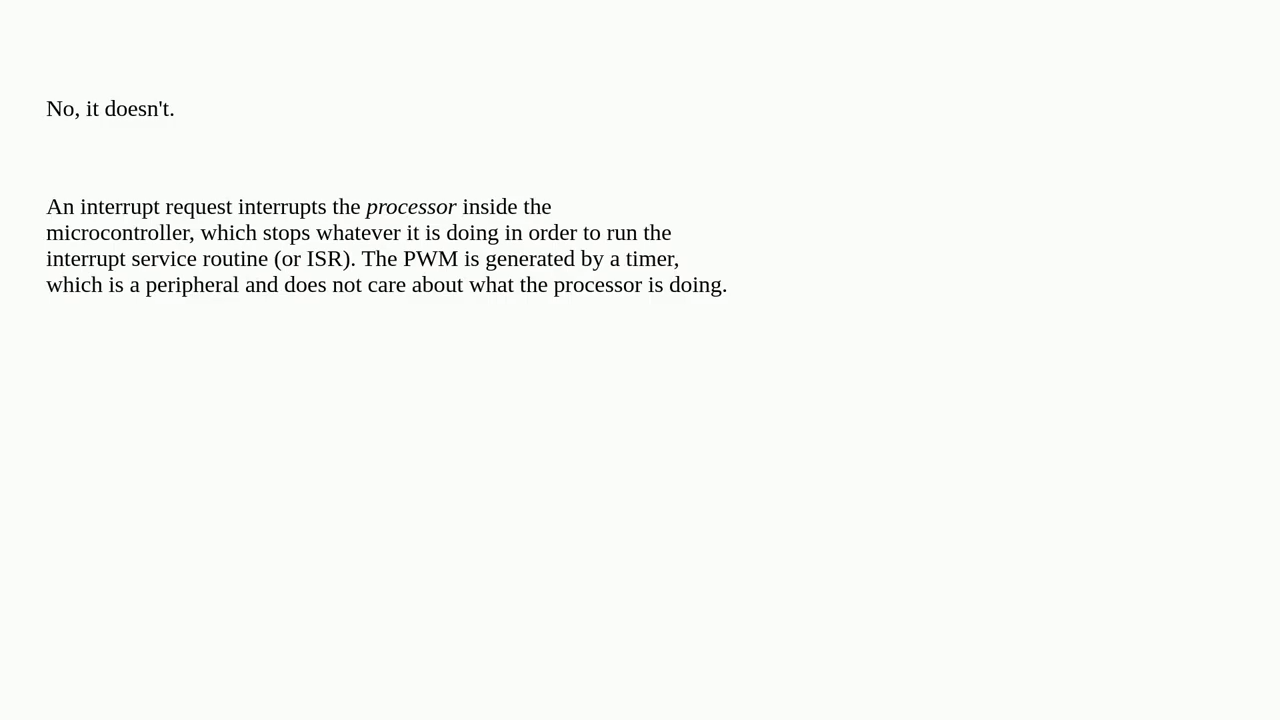 No, it doesn't.
An interrupt request interrupts the processor inside the
microcontroller, which stops whatever it is doing in order to run the
interrupt service routine (or ISR). The PWM is generated by a timer,
which is a peripheral and does not care about what the processor is doing.